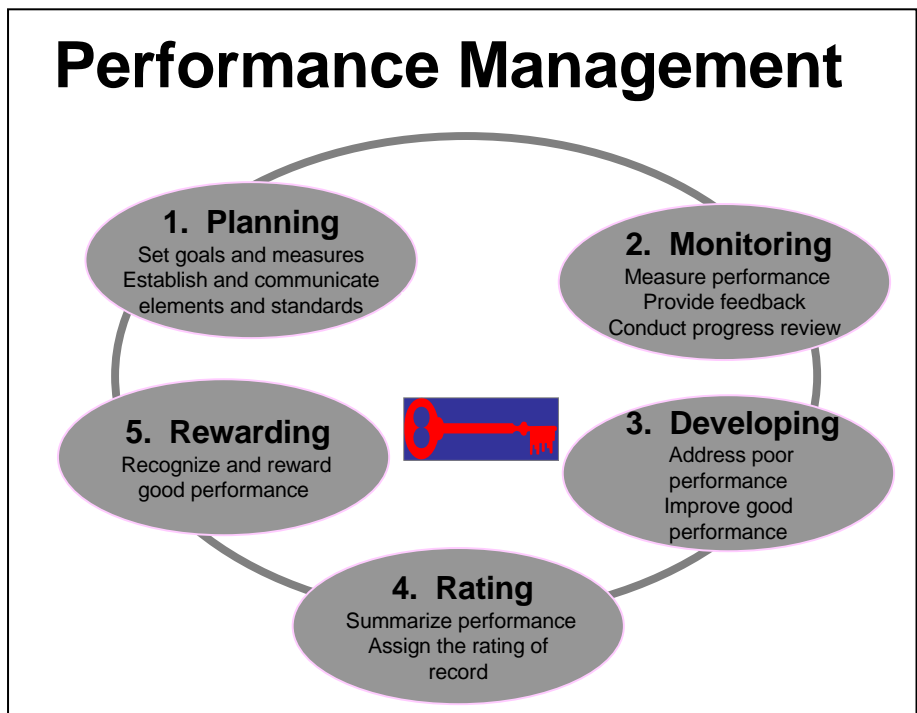 Performance Management
1. Planning
Set goals and measures
Establish and communicate
elements and standards
2. Monitoring
Measure performance
Provide feedback
Conduct progress review
3. Developing
Address poor
performance
Improve good
performance
4. Rating
Summarize performance
Assign the rating of
record
5. Rewarding
Recognize and reward
good performance